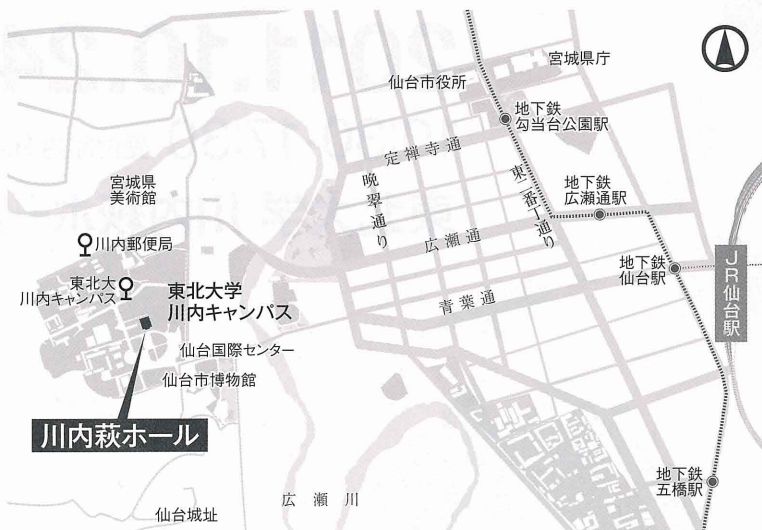 宮城県庁
仙台市役所
地下鉄
勾当台公園駅
定禅寺通
宮城県
美術館
晩翠通り
東二番丁通り
地下鉄
広瀬通駅
川内郵便局
広瀬通
地下鉄
仙台駅
JR仙台駅
東北大
川内キャンパス
東北大学
川内キャンパス
青葉通
仙台国際センター
仙台市博物館
川内萩ホール
地下鉄
五橋駅
広瀬川
仙台城址